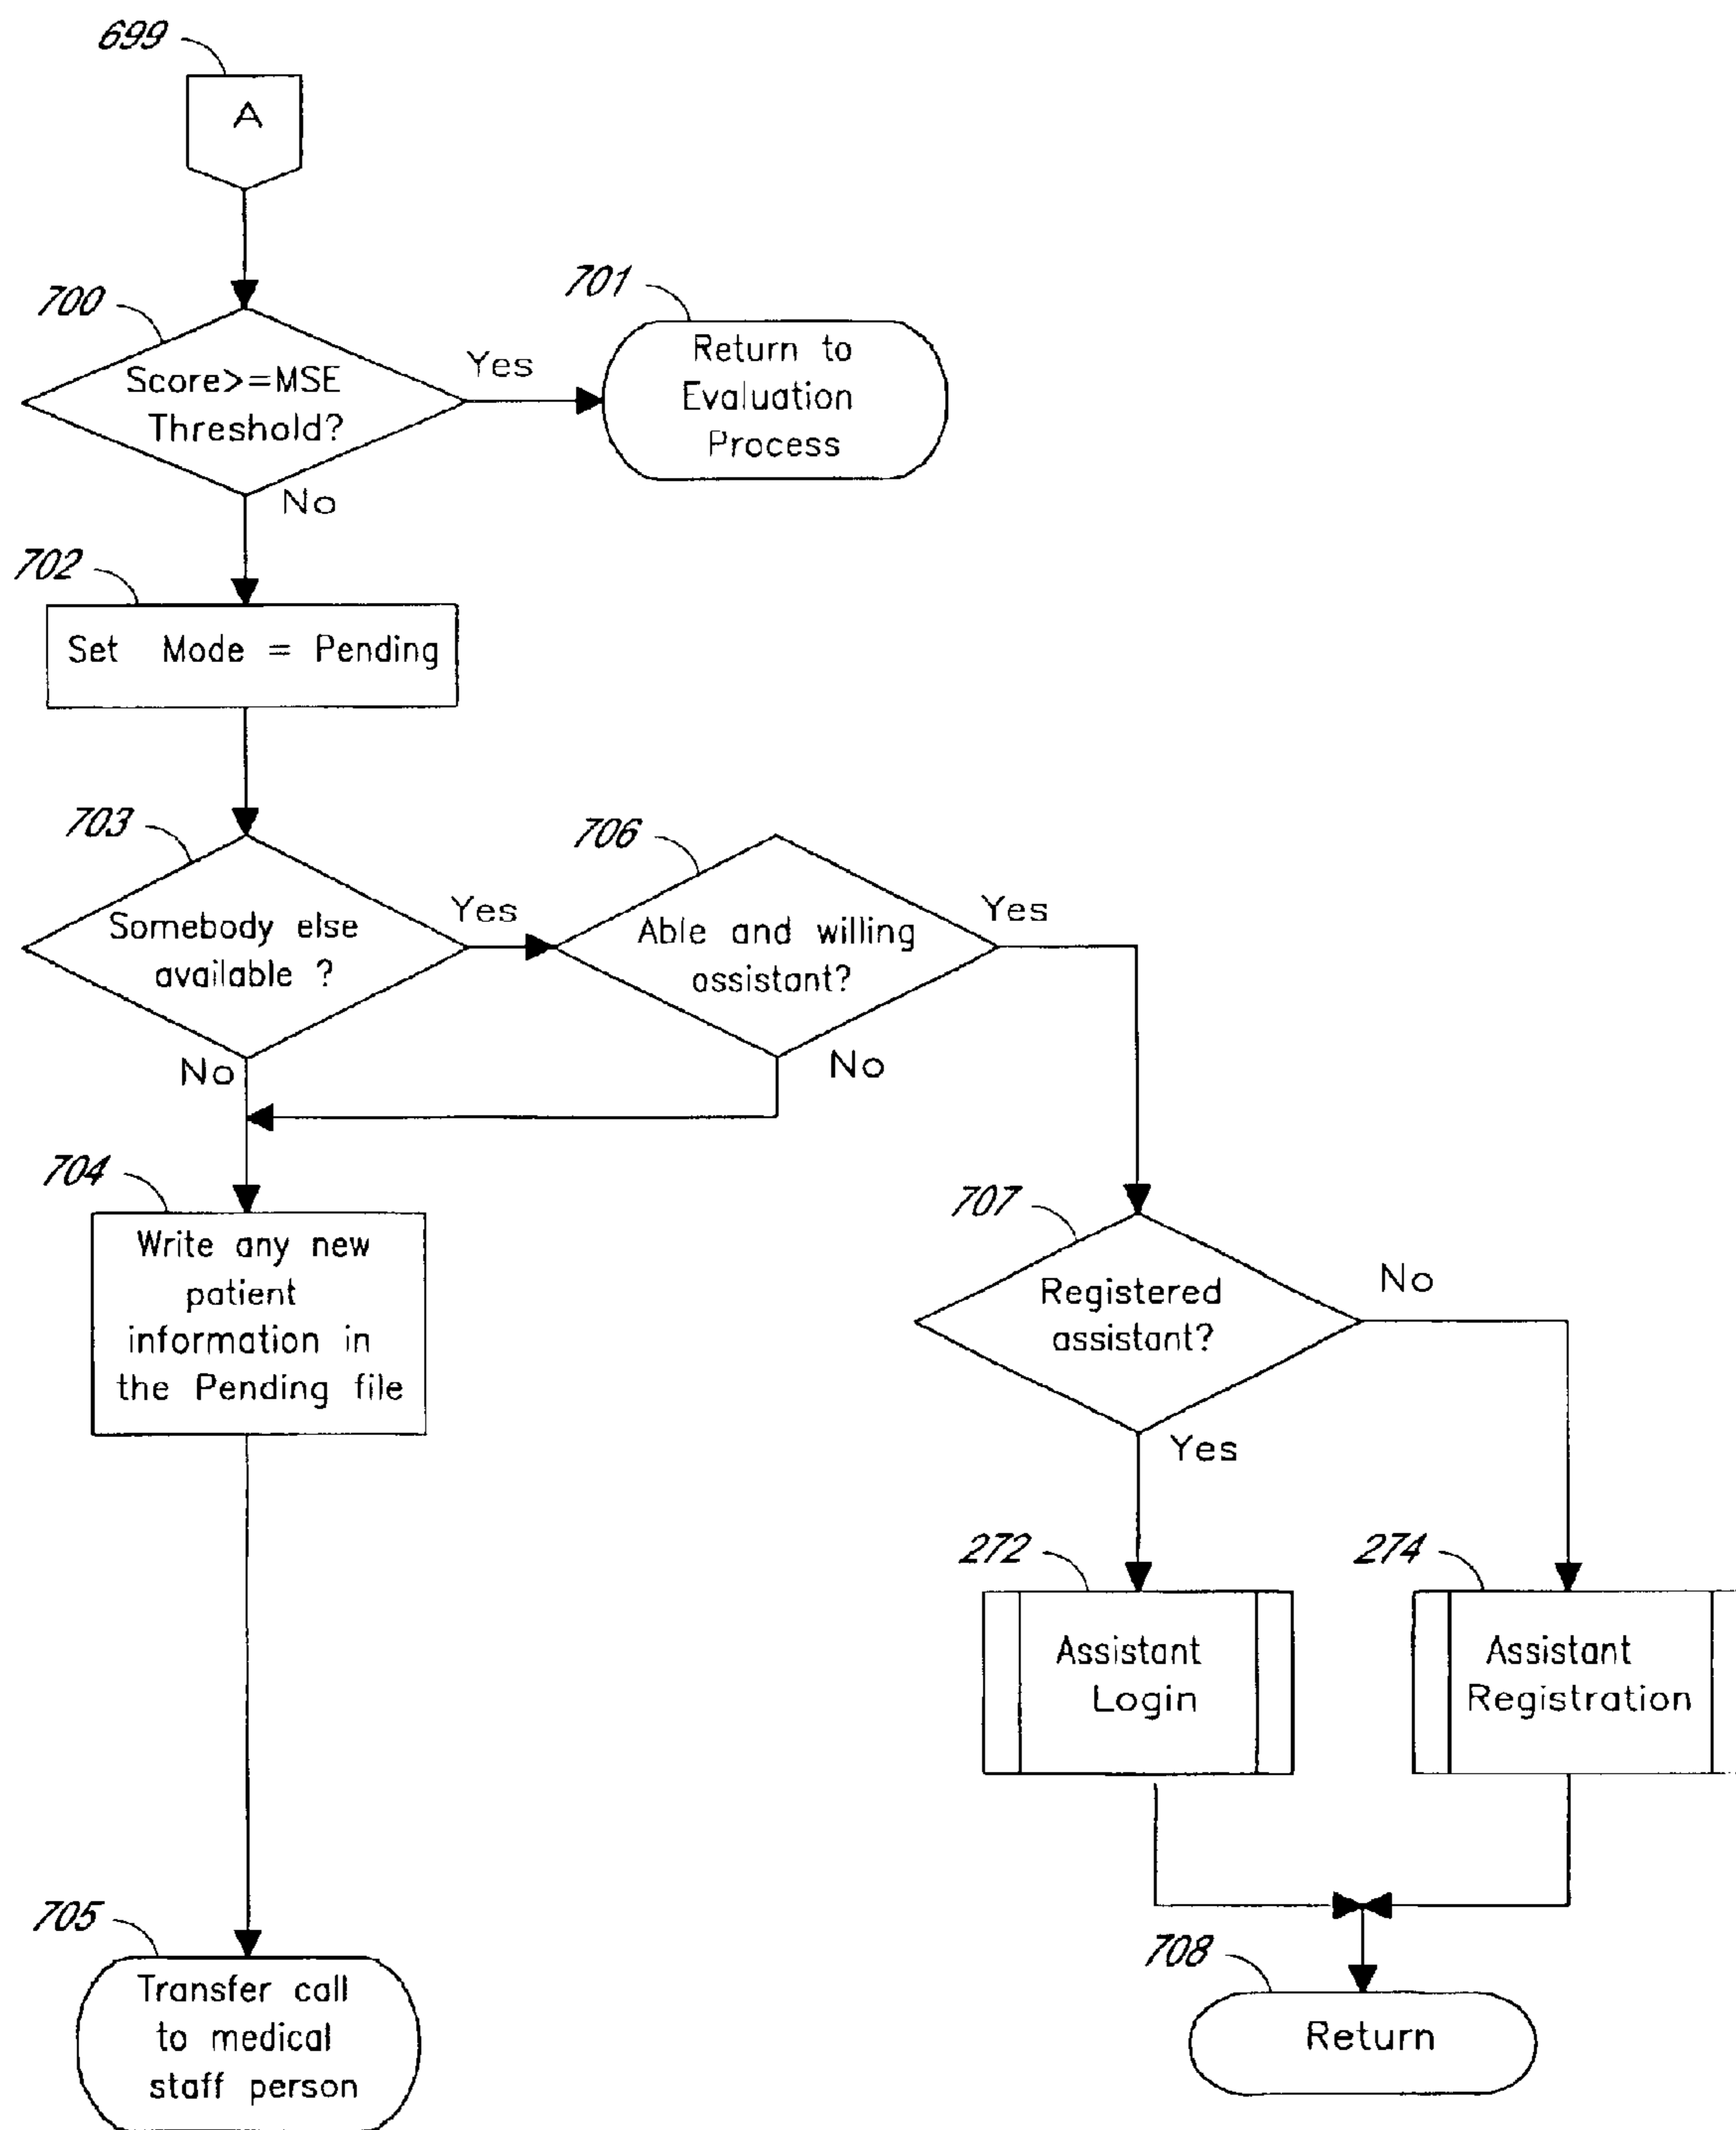 699
A
700
Score>=MSE
Threshold?
Yes
No
701
Return to
Evaluation
Process
702
Set Mode = Pending
703
Somebody else
available ?
Yes
No
706
Able and willing
assistant?
Yes
No
704
Write any new
patient
information in
the Pending file
707
Registered
assistant?
No
Yes
272
Assistant
Login
274
Assistant
Registration
705
Transfer call
to medical
staff person
708
Return